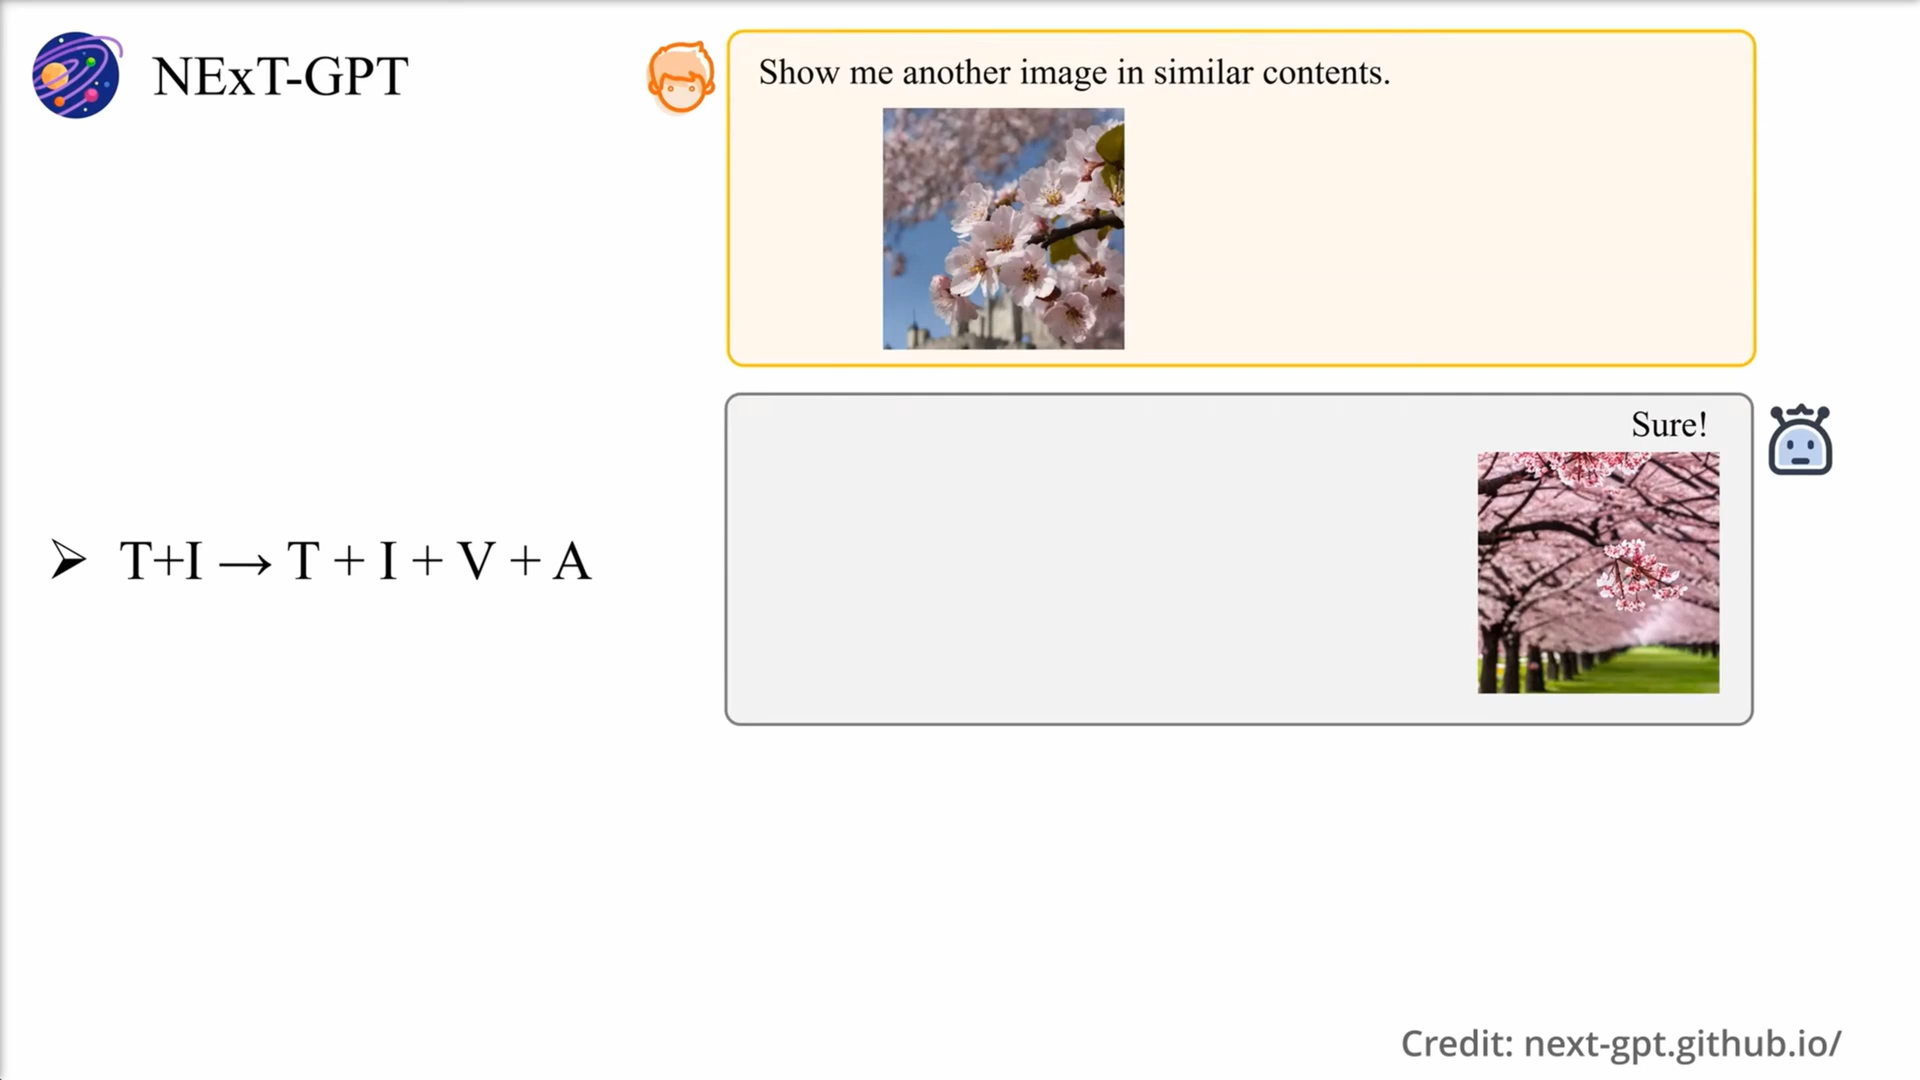 NExT-GPT
Show me another image in similar contents.
Sure!
➢ T+I → T + I + V + A
Credit: next-gpt.github.io/